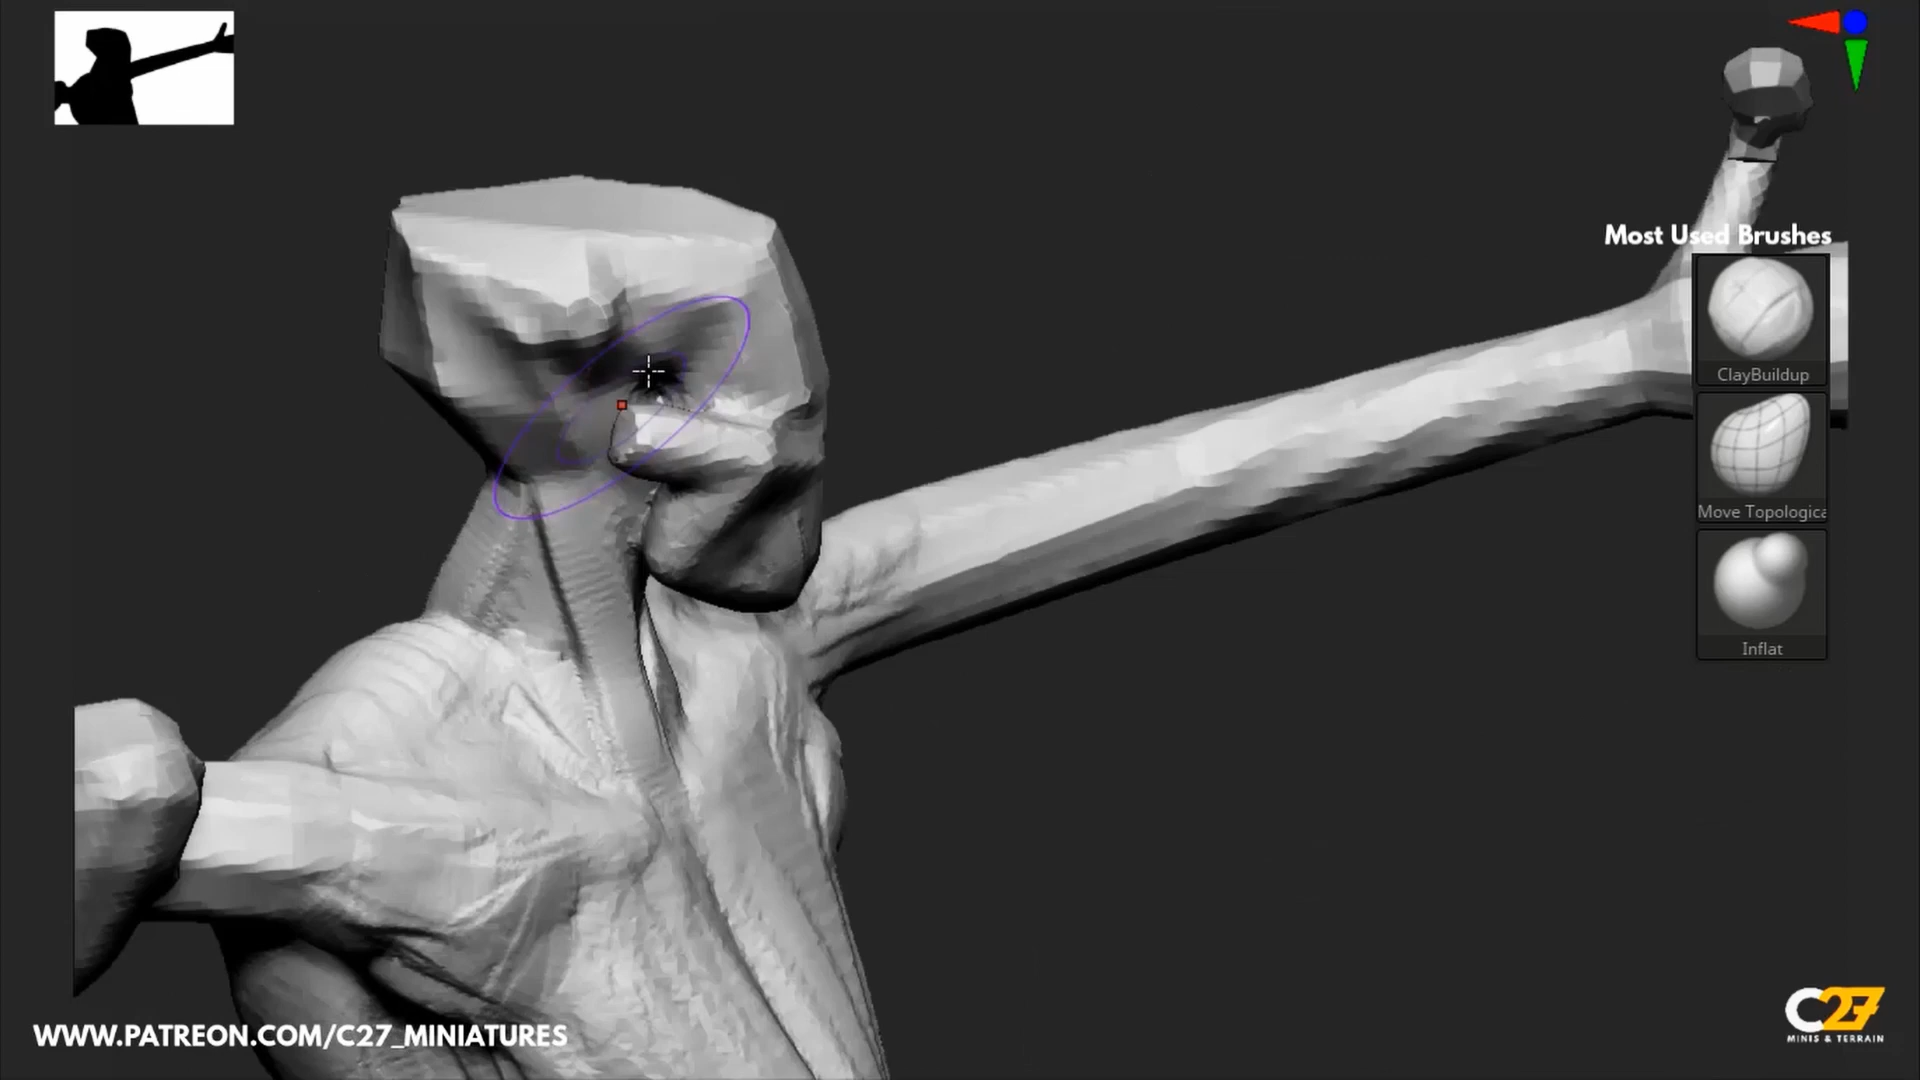 Most Used Brushes
ClayBuildup
Move Topologica
Inflat
WWW.PATREON.COM/C27_MINIATURES
C27
MINIS & TERRAIN